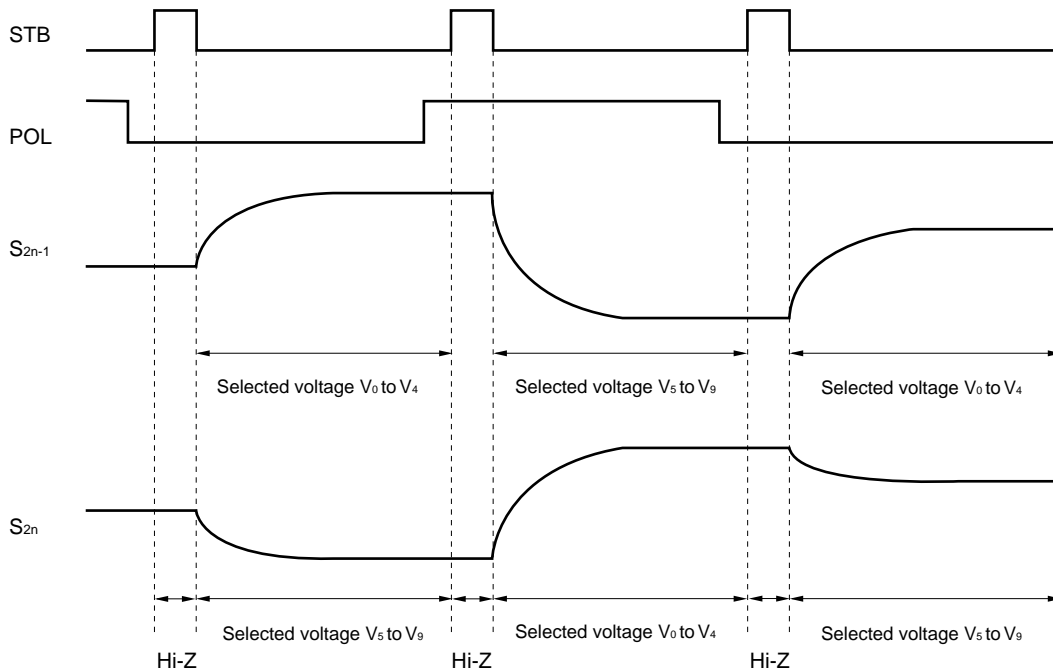 STB
POL
S2n-1
Selected voltage V0 to V4 Selected voltage V5 to V9 Selected voltage V0 to V4
S2n
Selected voltage V5 to V9 Selected voltage V0 to V4 Selected voltage V5 to V9
Hi-Z Hi-Z Hi-Z